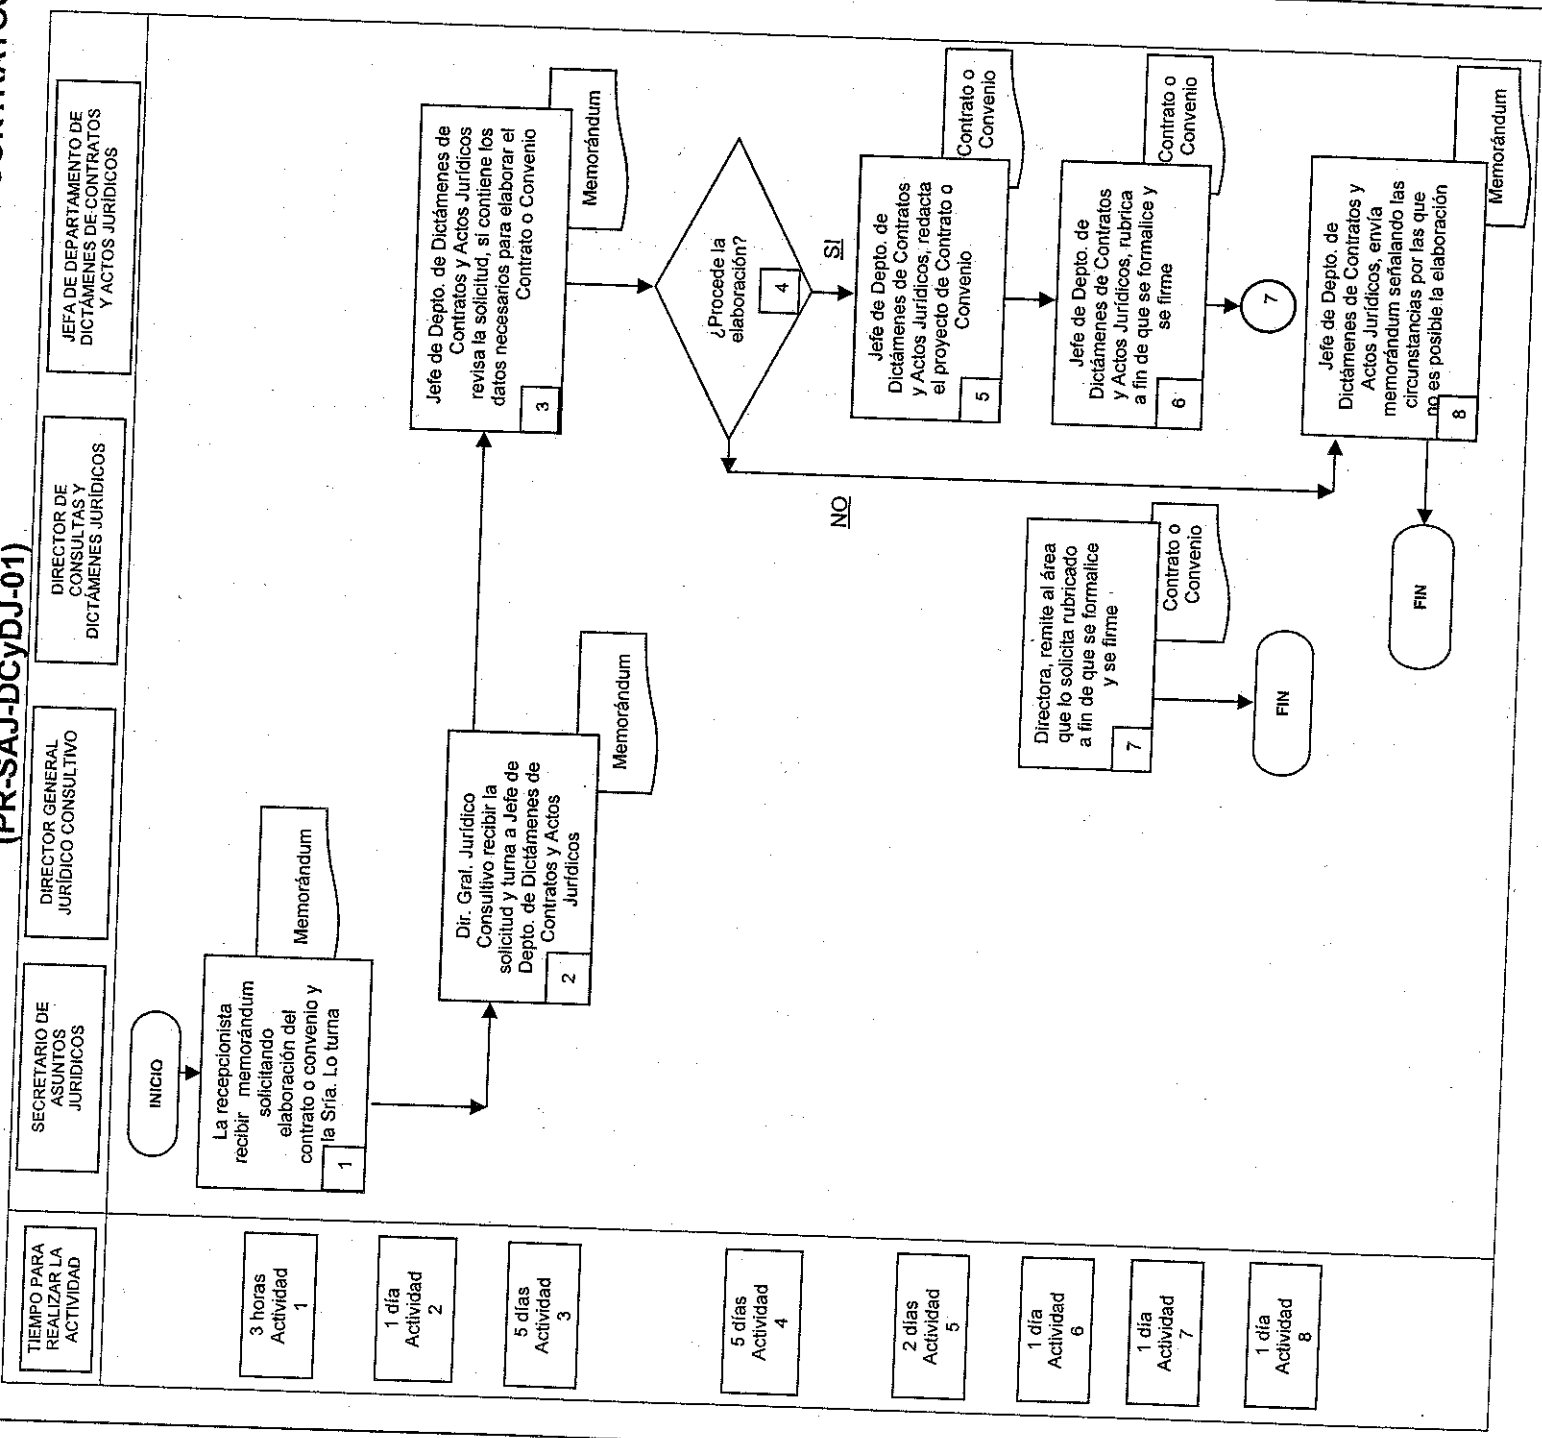 (PR-SAJ-DCyDJ-01)
TIEMPO PARA
REALIZAR LA
ACTIVIDAD
SECRETARIO DE
ASUNTOS
JURIDICOS
DIRECTOR GENERAL
JURÍDICO CONSULTIVO
DIRECTOR DE
CONSULTAS Y
DICTÁMENES JURÍDICOS
JEFA DE DEPARTAMENTO DE
DICTÁMENES DE CONTRATOS
Y ACTOS JURÍDICOS
INICIO
3 horas
Actividad
1
La recepcionista
recibir memorándum
solicitando
elaboración del
contrato o convenio y
la Sría. Lo turna
1
Memorándum
1 día
Actividad
2
Dir. Gral. Jurídico
Consultivo recibir la
solicitud y turna a Jefe de
Depto. de Dictámenes de
Contratos y Actos
Jurídicos
2
Memorándum
5 días
Actividad
3
Jefe de Depto. de Dictámenes de
Contratos y Actos Jurídicos
revisa la solicitud, si contiene los
datos necesarios para elaborar el
Contrato o Convenio
3
Memorándum
5 días
Actividad
4
¿Procede la
elaboración?
4
SI
NO
2 días
Actividad
5
Jefe de Depto. de
Dictámenes de Contratos
y Actos Jurídicos, redacta
el proyecto de Contrato o
Convenio
5
Contrato o
Convenio
1 día
Actividad
6
Jefe de Depto. de
Dictámenes de Contratos
y Actos Jurídicos, rubrica
a fin de que se formalice y
se firme
6
Contrato o
Convenio
7
1 día
Actividad
7
Directora, remite al área
que lo solicita rubricado
a fin de que se formalice
y se firme
7
Contrato o
Convenio
FIN
1 día
Actividad
8
Jefe de Depto. de
Dictámenes de Contratos y
Actos Jurídicos, envía
memorándum señalando las
circunstancias por las que
no es posible la elaboración
8
Memorándum
FIN